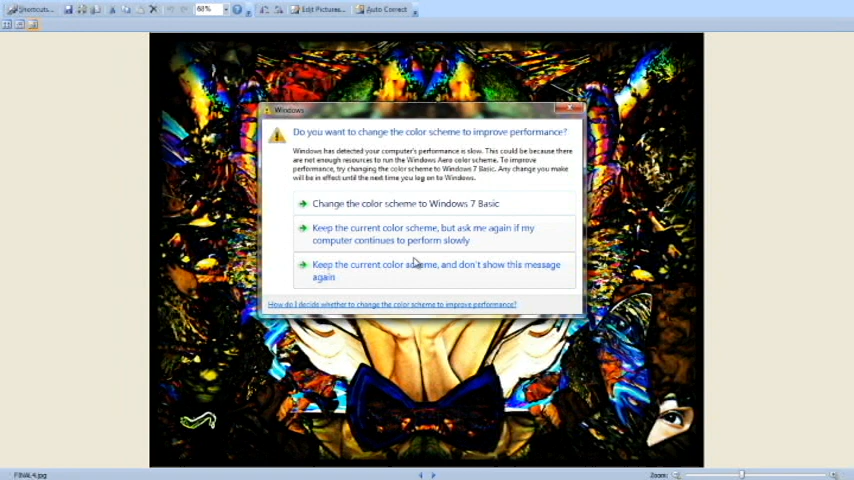 Shortcuts...
68%
Edit Pictures...
Auto Correct
Windows
Do you want to change the color scheme to improve performance?
Windows has detected your computer's performance is slow. This could be because there
are not enough resources to run the Windows Aero color scheme. To improve
performance, try changing the color scheme to Windows 7 Basic. Any change you make
will be in effect until the next time you log on to Windows.
Change the color scheme to Windows 7 Basic
Keep the current color scheme, but ask me again if my
computer continues to perform slowly
Keep the current color scheme, and don't show this message
again
How do I decide whether to change the color scheme to improve performance?
FINAL4.jpg
Zoom: